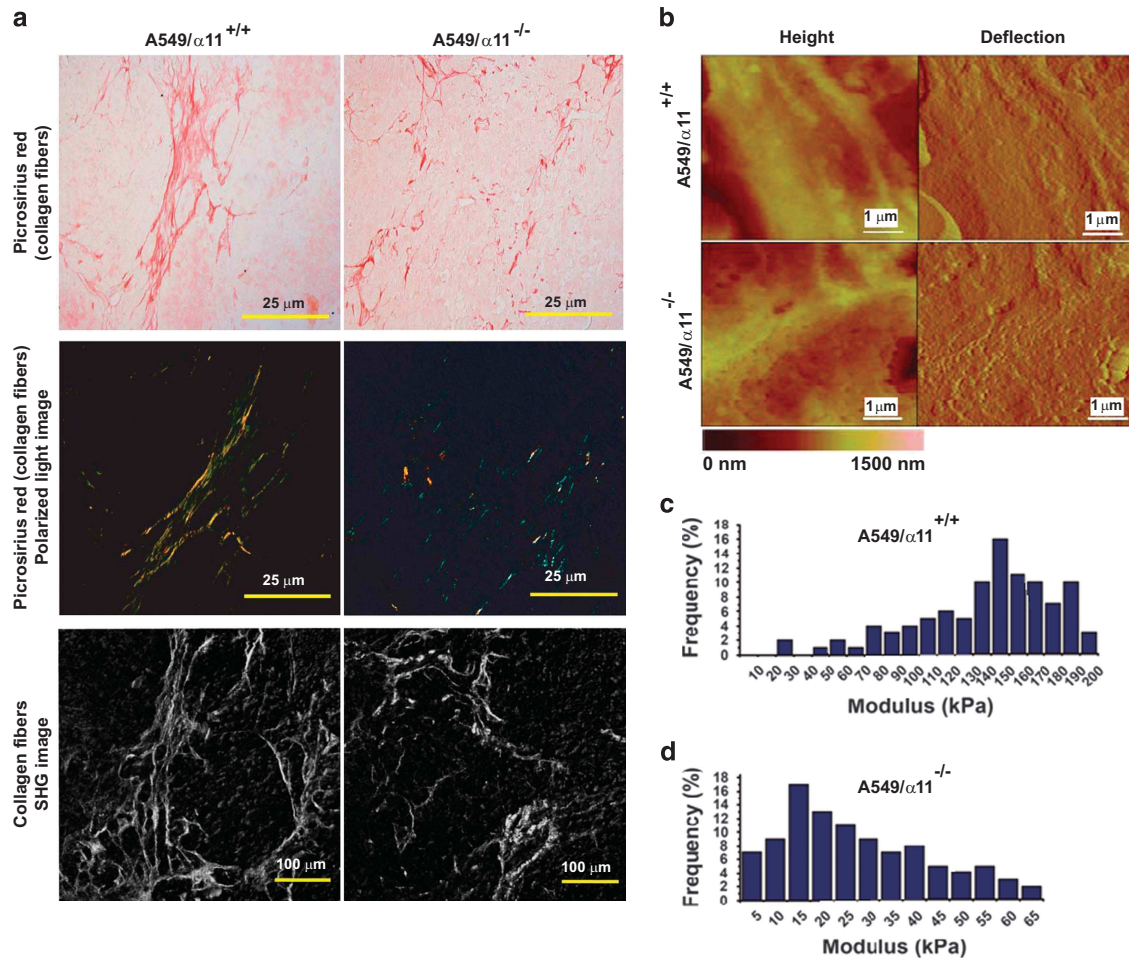 a
A549/α11 +/+
A549/α11 -/-
Picrosirius red
(collagen fibers)
25 μm
25 μm
Picrosirius red (collagen fibers)
Polarized light image
25 μm
25 μm
Collagen fibers
SHG image
100 μm
100 μm
b
Height
Deflection
A549/α11 +/+
1 μm
1 μm
A549/α11 -/-
1 μm
1 μm
0 nm
1500 nm
c
A549/α11 +/+
Frequency (%)
18
16
14
12
10
8
6
4
2
0
10 20 30 40 50 60 70 80 90 100 110 120 130 140 150 160 170 180 190 200
Modulus (kPa)
d
A549/α11 -/-
Frequency (%)
18
16
14
12
10
8
6
4
2
0
5 10 15 20 25 30 35 40 45 50 55 60 65
Modulus (kPa)